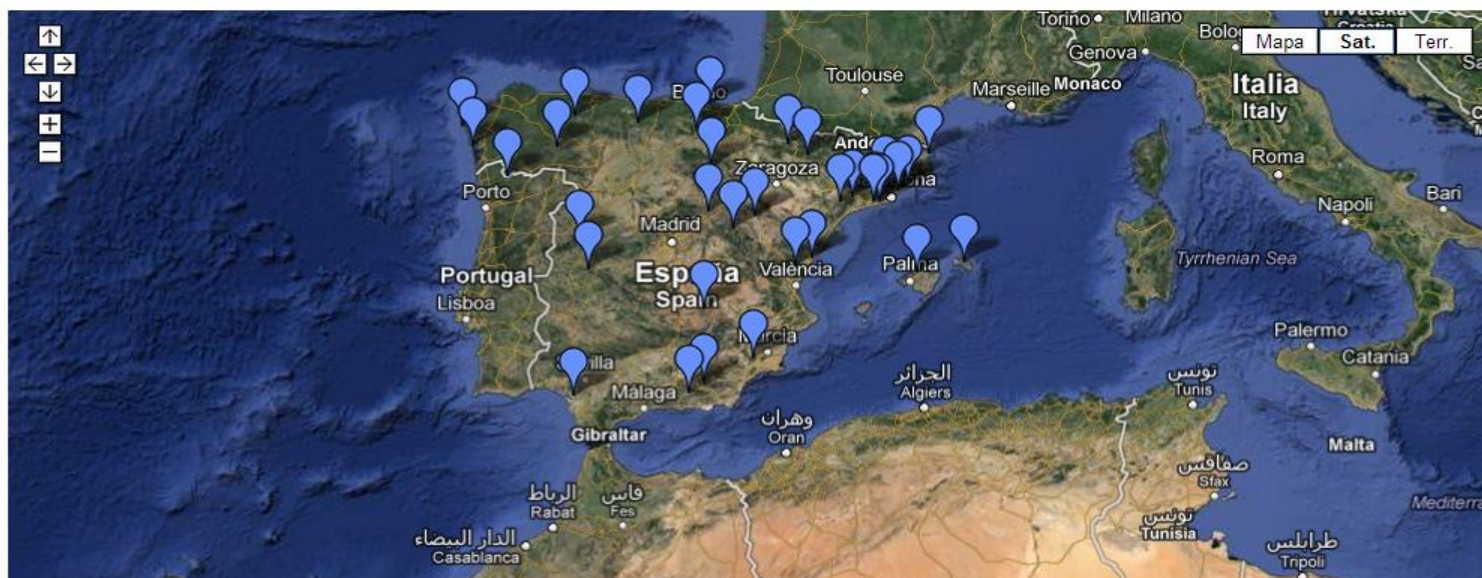 Hrvatska
Croatia
Torino
Milano
Mapa
Sat.
Terr.
Genova
Toulouse
Monaco
Marseille
Italia
Italy
Roma
Zaragoza
Porto
Bari
Napoli
Madrid
Tyrrhenian Sea
Portugal
España
Spain
València
Palma
Lisboa
Palermo
Murcia
Catania
الجزائر
Algiers
تونس
Tunis
Málaga
وهران
Oran
Gibraltar
Malta
صفاقس
Sfax
الرباط
Rabat
فاس
Fes
تونس
Tunisia
الدار البيضاء
Casablanca
طرابلس
Tripoli